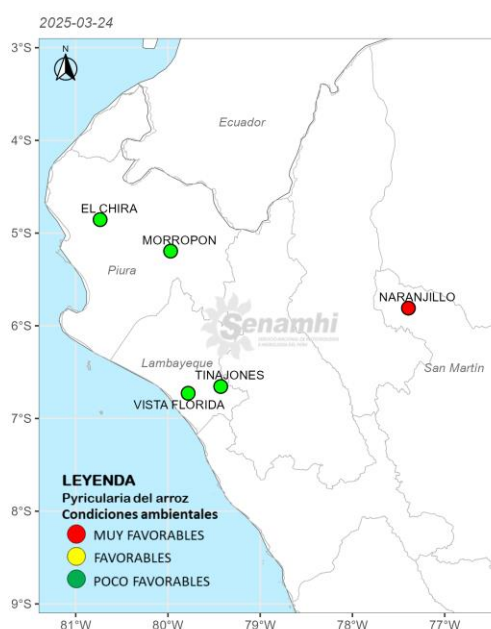 2025-03-24
N
3°S
Ecuador
4°S
EL CHIRA
5°S
MORROPON
Piura
NARANJILLO
6°S
Senamhi
Lambayeque
San Martín
TINAJONES
VISTA FLORIDA
7°S
LEYENDA
Pyricularia del arroz
Condiciones ambientales
8°S
MUY FAVORABLES
FAVORABLES
POCO FAVORABLES
9°S
81°W
80°W
79°W
78°W
77°W